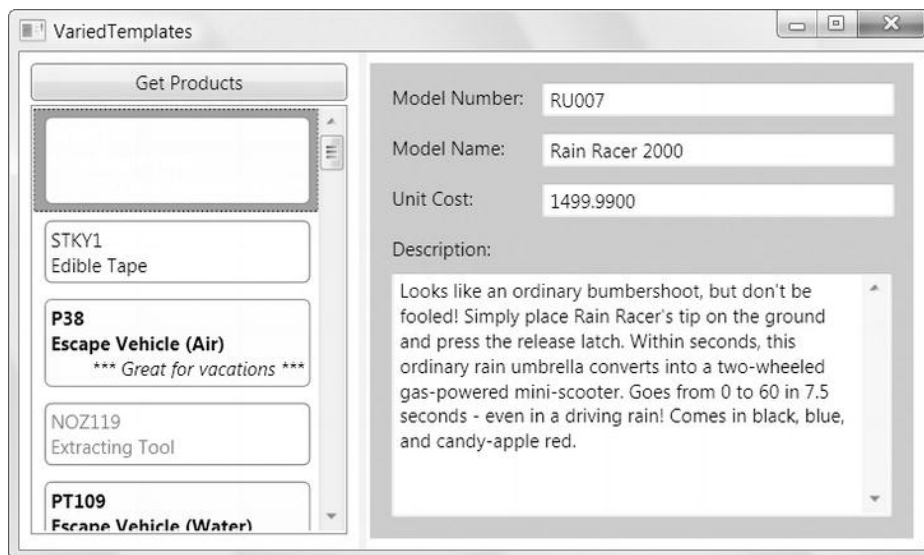 VariedTemplates
Get Products
STKY1
Edible Tape
P38
Escape Vehicle (Air)
*** Great for vacations ***
NOZ119
Extracting Tool
PT109
Escape Vehicle (Water)
Model Number:
RU007
Model Name:
Rain Racer 2000
Unit Cost:
1499.9900
Description:
Looks like an ordinary bumbershoot, but don't be
fooled! Simply place Rain Racer's tip on the ground
and press the release latch. Within seconds, this
ordinary rain umbrella converts into a two-wheeled
gas-powered mini-scooter. Goes from 0 to 60 in 7.5
seconds - even in a driving rain! Comes in black, blue,
and candy-apple red.